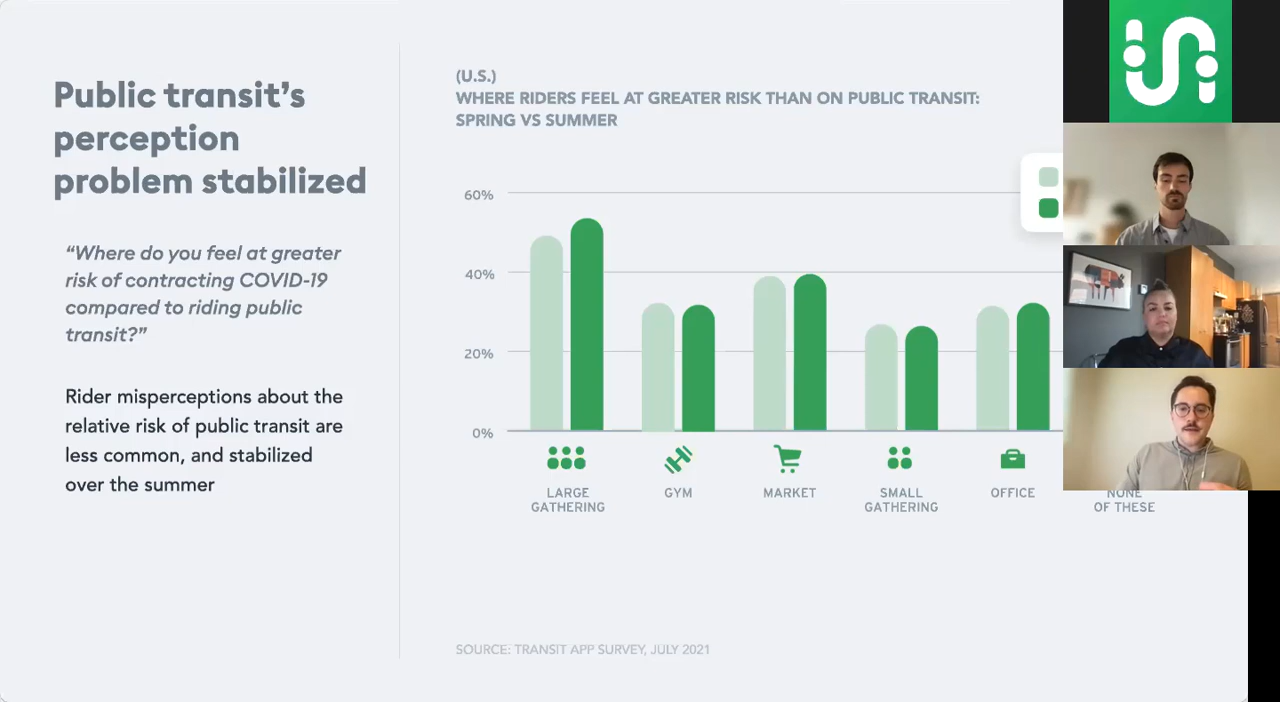 Public transit’s
perception
problem stabilized
“Where do you feel at greater
risk of contracting COVID-19
compared to riding public
transit?”
Rider misperceptions about the
relative risk of public transit are
less common, and stabilized
over the summer
(U.S.)
WHERE RIDERS FEEL AT GREATER RISK THAN ON PUBLIC TRANSIT:
SPRING VS SUMMER
60%
40%
20%
0%
LARGE
GATHERING
GYM
MARKET
SMALL
GATHERING
OFFICE
NONE
OF THESE
SOURCE: TRANSIT APP SURVEY, JULY 2021